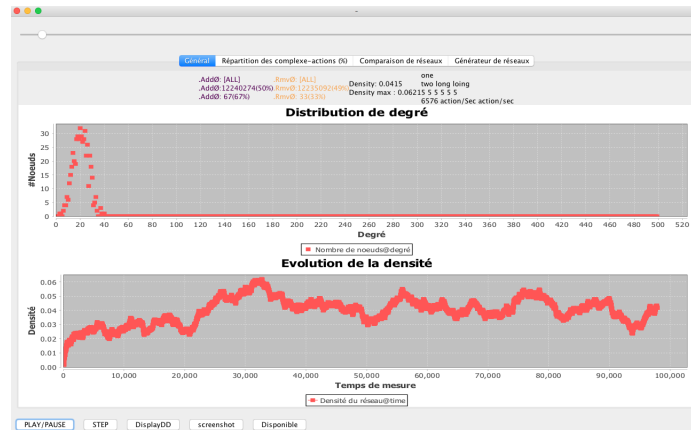 -
Général Répartition des complexe-actions (%) Comparaison de réseaux Générateur de réseaux
.AddØ: [ALL] .RmvØ: [ALL] one
.AddØ:12240274(50%) .RmvØ:12235092(49%) Density: 0.0415 two long loing
.AddØ: 67(67%) .RmvØ: 33(33%) Density max : 0.06215 5 5 5 5 5
6576 action/Sec action/sec
Distribution de degré
#Noeuds
30
25
20
15
10
5
0
0 20 40 60 80 100 120 140 160 180 200 220 240 260 280 300 320 340 360 380 400 420 440 460 480 500 520
Degré
Nombre de noeuds@degré
Evolution de la densité
Densité
0.06
0.05
0.04
0.03
0.02
0.01
0.00
0 10,000 20,000 30,000 40,000 50,000 60,000 70,000 80,000 90,000 100,000
Temps de mesure
Densité du réseau@time
PLAY/PAUSE STEP DisplayDD screenshot Disponible